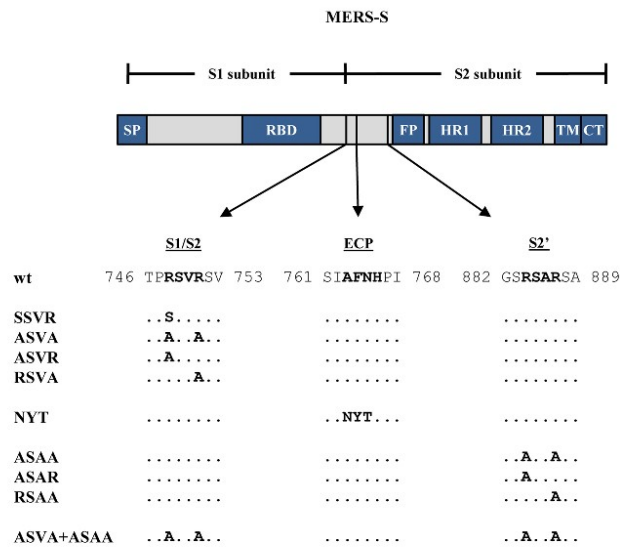 MERS-S
S1 subunit S2 subunit
SP RBD FP HR1 HR2 TM CT
S1/S2 ECP S2'
wt 746 TPRSVRSV 753 761 SIAFNHPI 768 882 GSRSARSA 889
SSVR ..S..... ........ ........
ASVA ..A..A.. ........ ........
ASVR ..A..... ........ ........
RSVA .....A.. ........ ........
NYT ........ ..NYT... ........
ASAA ........ ........ ..A..A..
ASAR ........ ........ ..A.....
RSAA ........ ........ .....A..
ASVA+ASAA ..A..A.. ........ ..A..A..